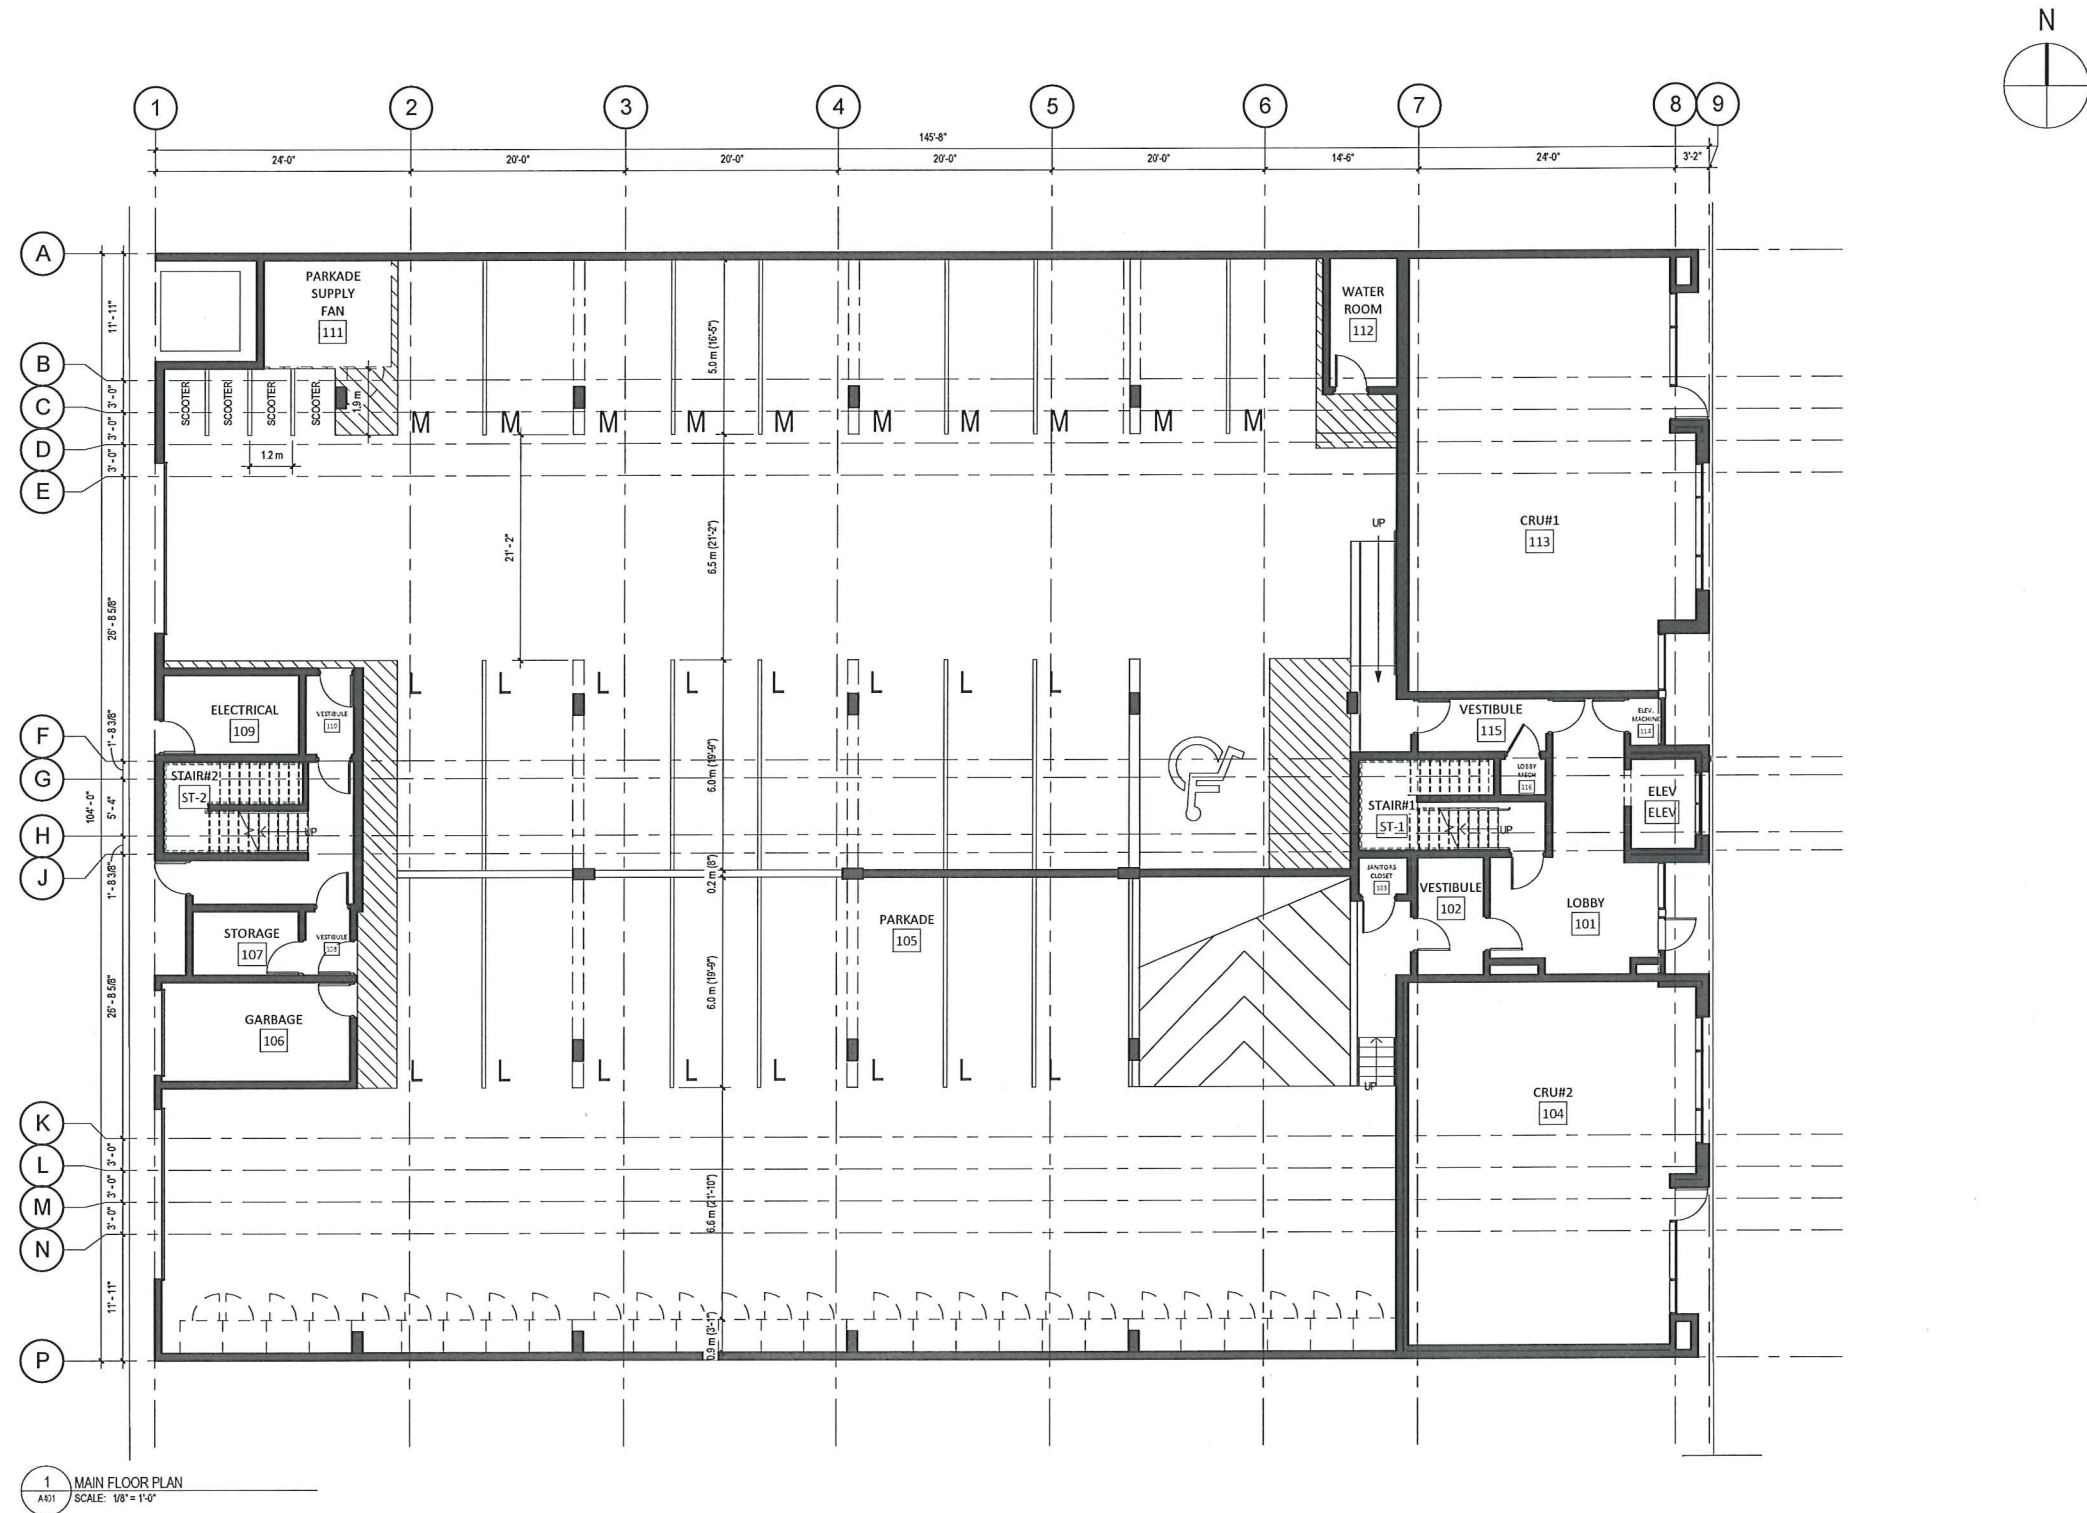 N
1 2 3 4 5 6 7 8 9
145'-8"
24'-0" 20'-0" 20'-0" 20'-0" 20'-0" 14'-6" 24'-0" 3'-2"
A
B
C
D
E
F
G
H
J
K
L
M
N
P
11'-11"
3'-0"
3'-0"
3'-0"
26'-8 5/8"
1'-8 3/8"
5'-4"
104'-0"
1'-8 3/8"
26'-8 5/8"
3'-0"
3'-0"
3'-0"
11'-11"
PARKADE
SUPPLY
FAN
111
WATER
ROOM
112
SCOOTER SCOOTER SCOOTER SCOOTER
1.9 m
1.2 m
M M M M M M M M M M
5.0 m (16'-5")
21'-2"
6.5 m (21'-2")
UP
CRU#1
113
L L L L L L L L
ELECTRICAL
109
VESTIBULE
110
VESTIBULE
115
ELEV.
MACHINE
114
6.0 m (19'-9")
STAIR#2
ST-2
UP
LOBBY
MECH
116
STAIR#1
ST-1
UP
ELEV
ELEV
0.2 m (8")
JANITORS
CLOSET
103
VESTIBULE
102
LOBBY
101
PARKADE
105
STORAGE
107
VESTIBULE
108
6.0 m (19'-9")
GARBAGE
106
L L L L L L L L
UP
CRU#2
104
6.6 m (21'-10")
0.9 m (3'-1")
1
A401
MAIN FLOOR PLAN
SCALE: 1/8" = 1'-0"